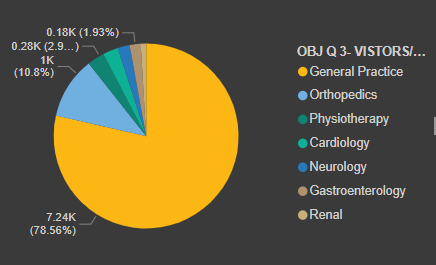 0.18K (1.93%)
0.28K (2.9...)
1K
(10.8%)
7.24K
(78.56%)
OBJ Q 3- VISTORS/...
General Practice
Orthopedics
Physiotherapy
Cardiology
Neurology
Gastroenterology
Renal